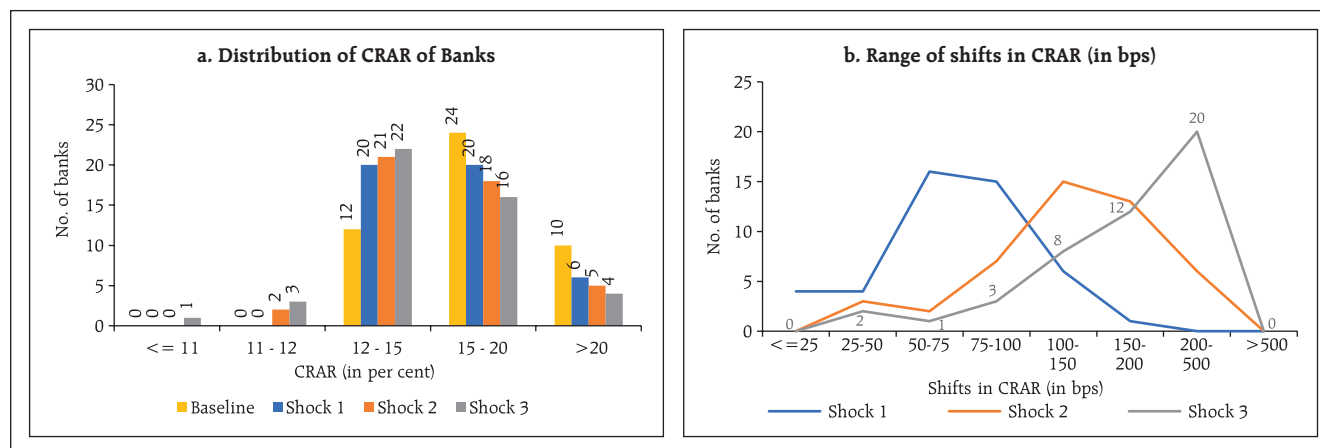 a. Distribution of CRAR of Banks
30
25
20
15
10
5
0
No. of banks
0 0 0 1
0 0 2 3
12 20 21 22
24 20 18 16
10 6 5 4
<= 11 11 - 12 12 - 15 15 - 20 >20
CRAR (in per cent)
Baseline Shock 1 Shock 2 Shock 3
b. Range of shifts in CRAR (in bps)
25
20
15
10
5
0
No. of banks
0 2 1 3 8 12 20 0
<=25 25-50 50-75 75-100 100-150 150-200 200-500 >500
Shifts in CRAR (in bps)
Shock 1 Shock 2 Shock 3